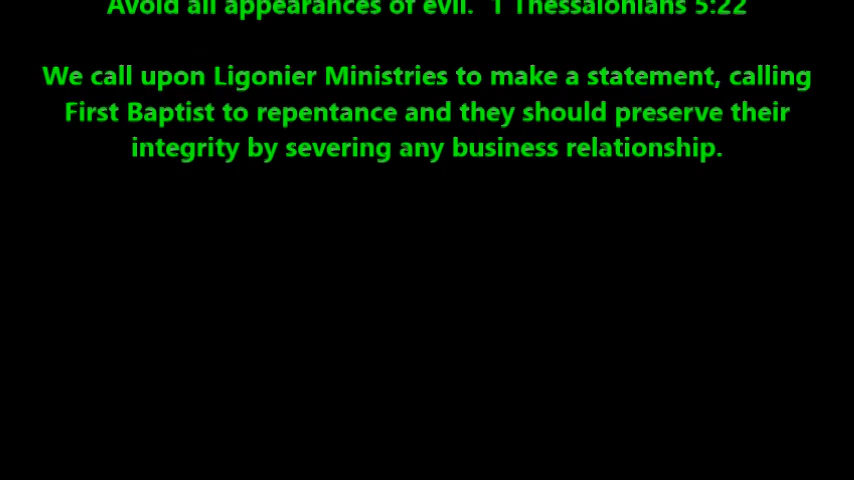 Avoid all appearances of evil.  1 Thessalonians 5:22
We call upon Ligonier Ministries to make a statement, calling
First Baptist to repentance and they should preserve their
integrity by severing any business relationship.